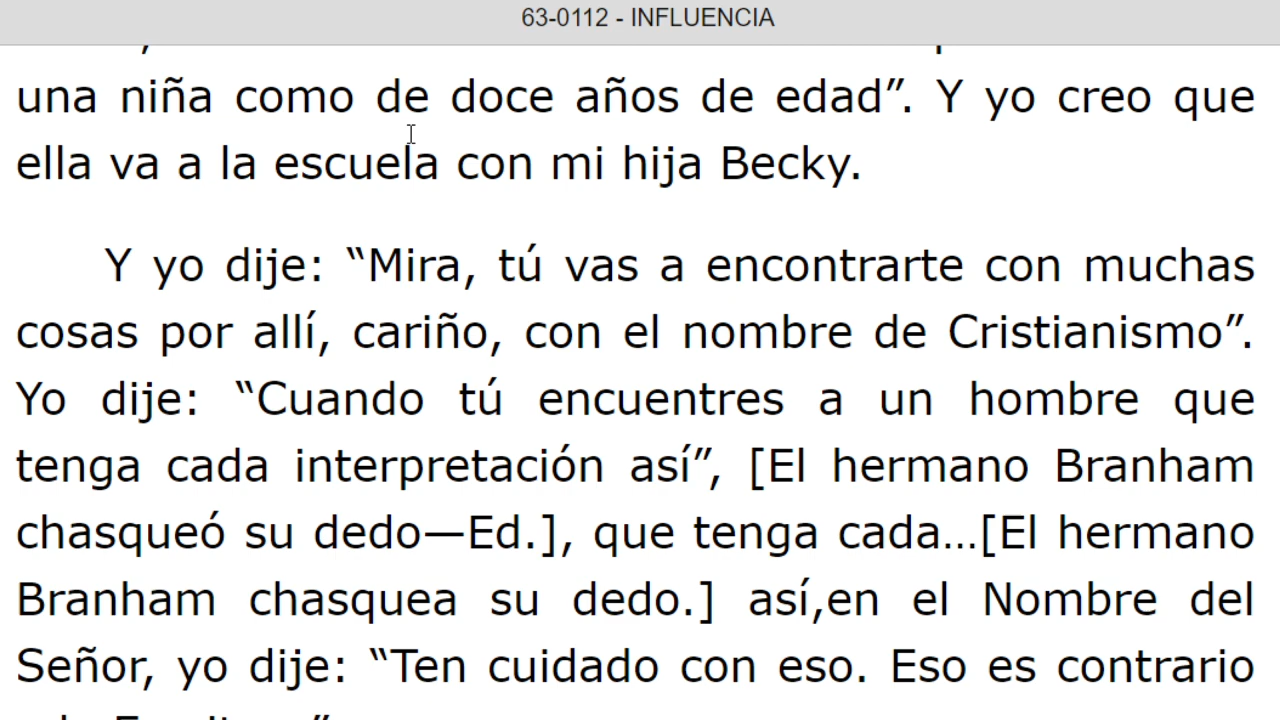 63-0112 - INFLUENCIA
una niña como de doce años de edad”. Y yo creo que
ella va a la escuela con mi hija Becky.
Y yo dije: “Mira, tú vas a encontrarte con muchas
cosas por allí, cariño, con el nombre de Cristianismo”.
Yo dije: “Cuando tú encuentres a un hombre que
tenga cada interpretación así”, [El hermano Branham
chasqueó su dedo—Ed.], que tenga cada...[El hermano
Branham chasquea su dedo.] así,en el Nombre del
Señor, yo dije: “Ten cuidado con eso. Eso es contrario